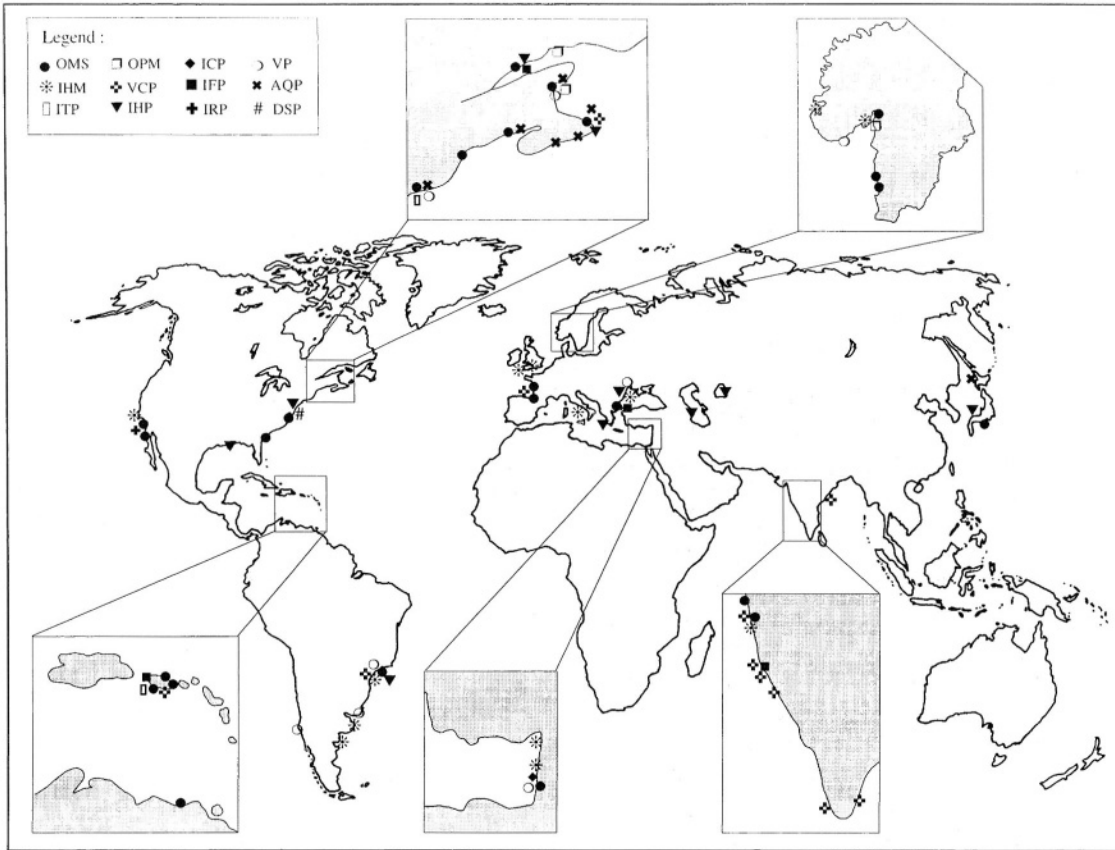 Legend :
OMS OPM ICP VP
IHM VCP IFP AQP
ITP IHP IRP # DSP
#